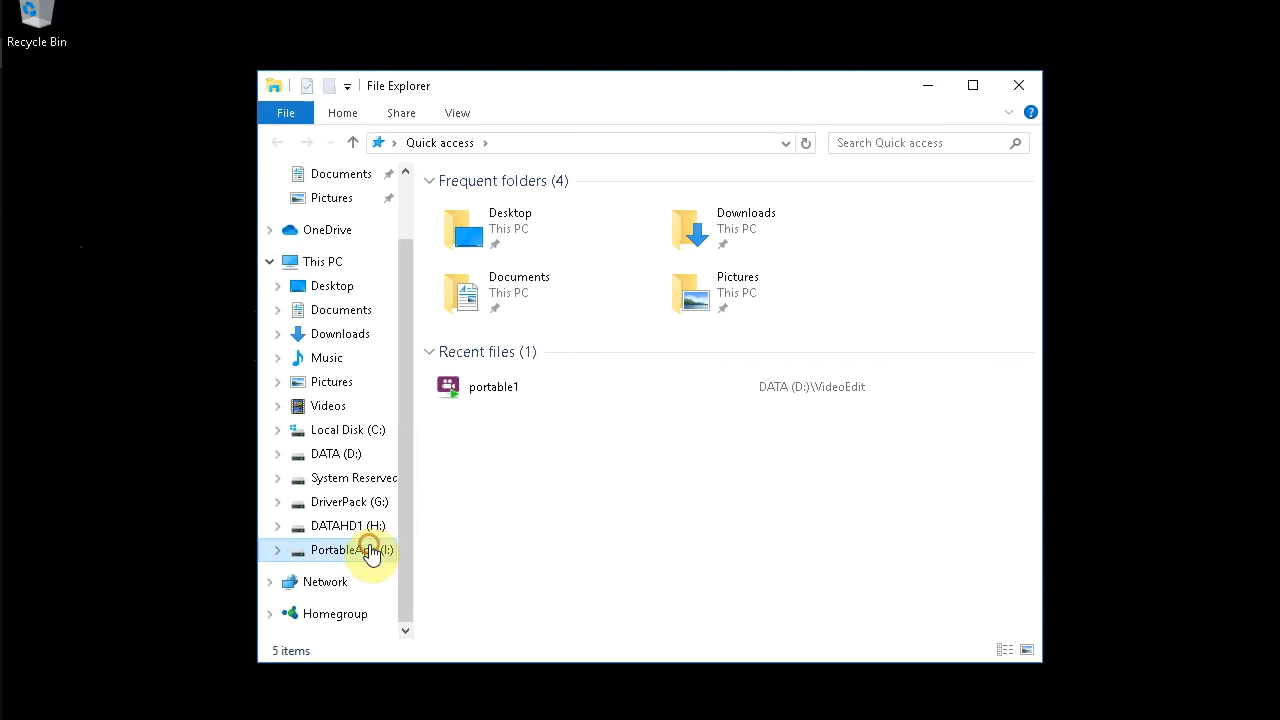 Recycle Bin
File Explorer
File
Home
Share
View
Quick access
Search Quick access
Documents
Pictures
OneDrive
This PC
Desktop
Documents
Downloads
Music
Pictures
Videos
Local Disk (C:)
DATA (D:)
System Reserved
DriverPack (G:)
DATAHD1 (H:)
(I:)
Network
Homegroup
Frequent folders (4)
Desktop
This PC
Downloads
This PC
Documents
This PC
Pictures
This PC
Recent files (1)
portable1
DATA (D:)\VideoEdit
5 items